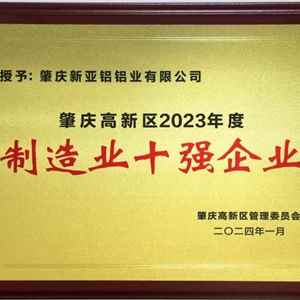 授予：肇庆新亚铝铝业有限公司
肇庆高新区2023年度
制造业十强企业
肇庆高新区管理委员会
二〇二四年一月